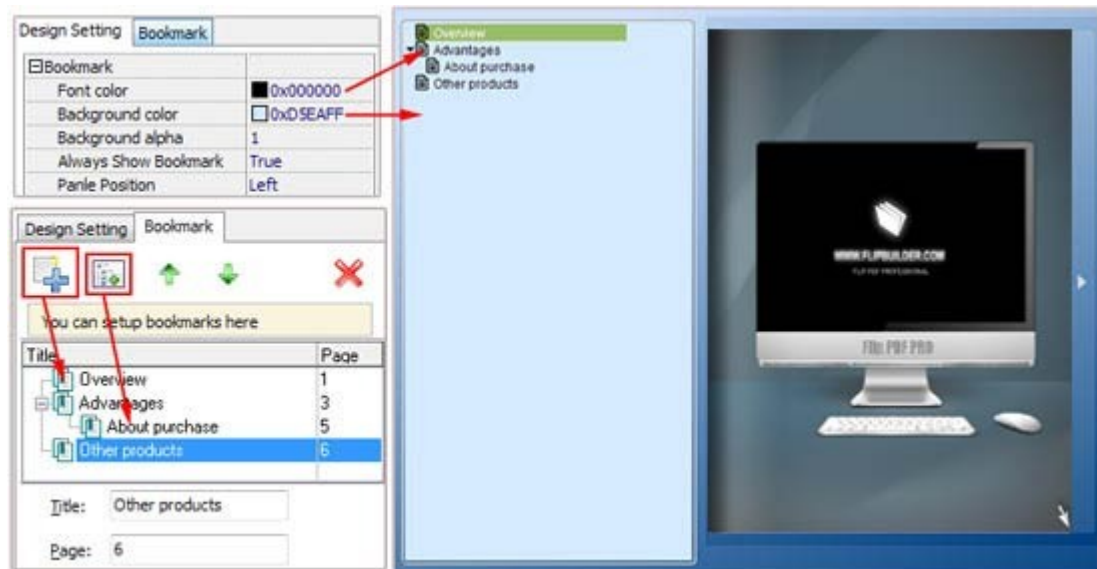 Design Setting Bookmark
Bookmark
Font color 0x000000
Background color 0xD5EAFF
Background alpha 1
Always Show Bookmark True
Panle Position Left
Design Setting Bookmark
You can setup bookmarks here
Title Page
Overview 1
Advantages 3
About purchase 5
Other products 6
Title: Other products
Page: 6
Overview
Advantages
About purchase
Other products
WWW.FLIPBUILDER.COM
FLIP PDF PROFESSIONAL
FLIP PDF PRO